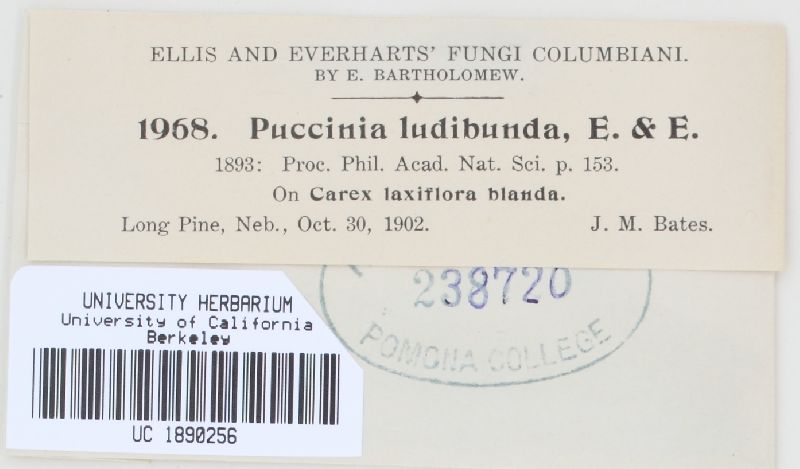 ELLIS AND EVERHARTS' FUNGI COLUMBIANI.
BY E. BARTHOLOMEW.
1968. Puccinia ludibunda, E. & E.
1893: Proc. Phil. Acad. Nat. Sci. p. 153.
On Carex laxiflora blanda.
Long Pine, Neb., Oct. 30, 1902. J. M. Bates.
238720
POMONA COLLEGE
UNIVERSITY HERBARIUM
University of California
Berkeley
UC 1890256